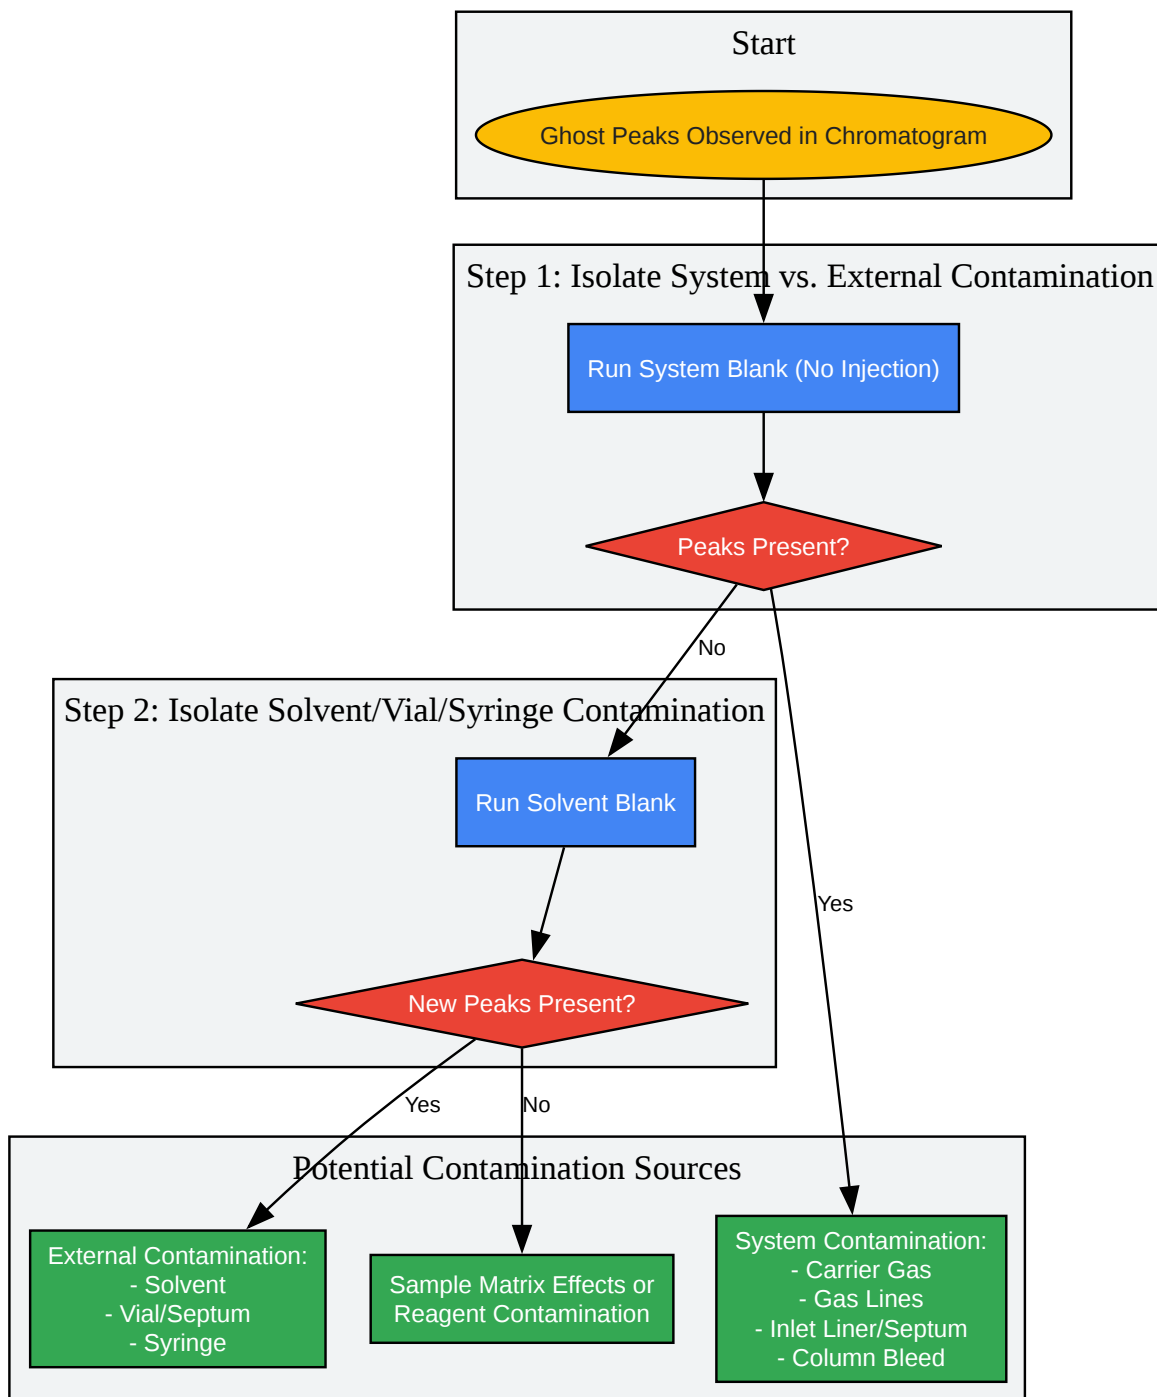 Start
Ghost Peaks Observed in Chromatogram
Step 1: Isolate System vs. External Contamination
Run System Blank (No Injection)
Peaks Present?
No
Step 2: Isolate Solvent/Vial/Syringe Contamination
Run Solvent Blank
Yes
New Peaks Present?
Yes
No
Potential Contamination Sources
External Contamination:
- Solvent
- Vial/Septum
- Syringe
Sample Matrix Effects or
Reagent Contamination
System Contamination:
- Carrier Gas
- Gas Lines
- Inlet Liner/Septum
- Column Bleed